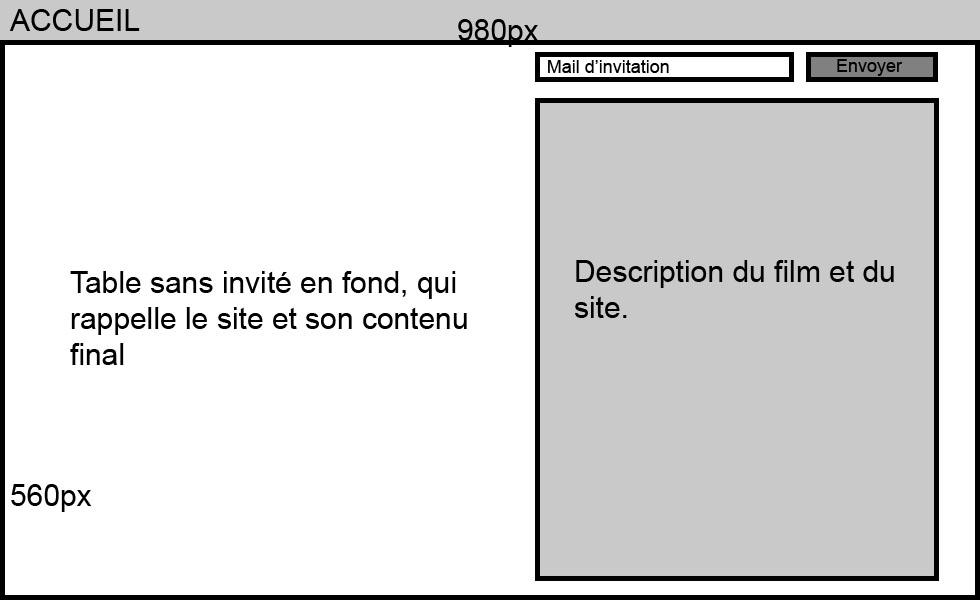 ACCUEIL
980px
Mail d'invitation
Envoyer
Table sans invité en fond, qui
rappelle le site et son contenu
final
Description du film et du
site.
560px